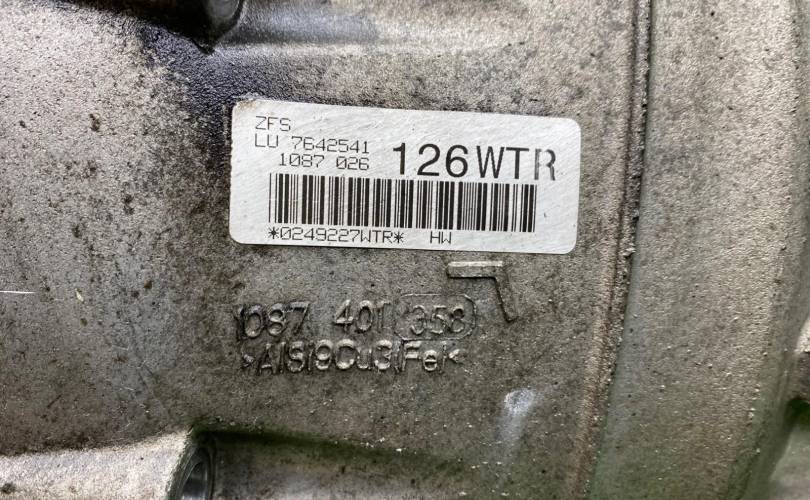 ZFS
LU 7642541
1087 026
126WTR
*0249227WTR* HW
1087 401 358
>AlSi9Cu3(Fe)<